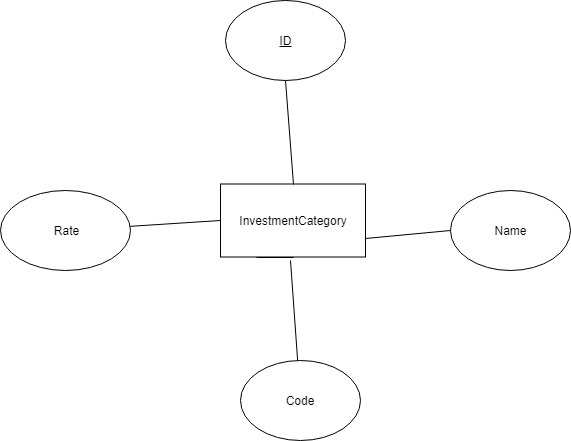 ID
Rate
InvestmentCategory
Name
Code